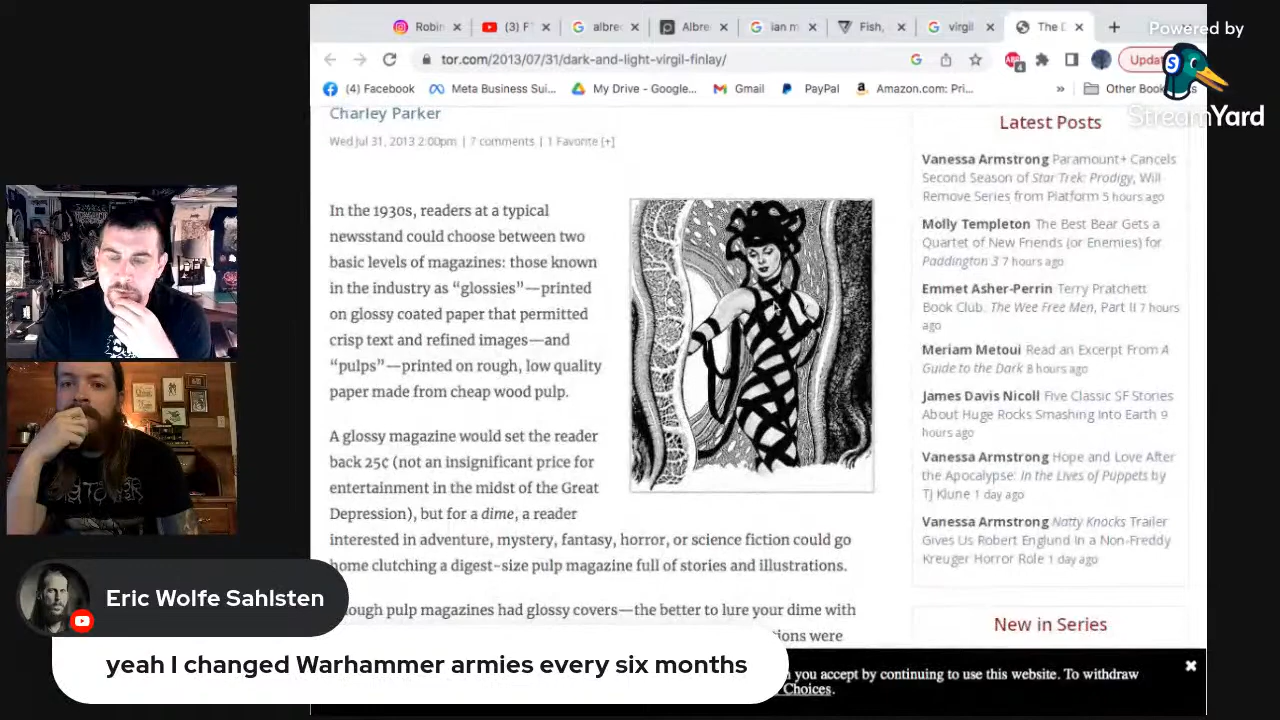 Robin
(3) F
albre
Albre
ian m
Fish,
virgil
The D
Powered by
StreamYard
tor.com/2013/07/31/dark-and-light-virgil-finlay/
(4) Facebook
Meta Business Sui...
My Drive - Google...
Gmail
PayPal
Amazon.com: Pri...
»
Other Book
Charley Parker
Wed Jul 31, 2013 2:00pm | 7 comments | 1 Favorite [+]
In the 1930s, readers at a typical
newsstand could choose between two
basic levels of magazines: those known
in the industry as “glossies”—printed
on glossy coated paper that permitted
crisp text and refined images—and
“pulps”—printed on rough, low quality
paper made from cheap wood pulp.
A glossy magazine would set the reader
back 25¢ (not an insignificant price for
entertainment in the midst of the Great
Depression), but for a dime, a reader
interested in adventure, mystery, fantasy, horror, or science fiction could go
home clutching a digest-size pulp magazine full of stories and illustrations.
ough pulp magazines had glossy covers—the better to lure your dime with
ions were
Latest Posts
Vanessa Armstrong Paramount+ Cancels
Second Season of Star Trek: Prodigy, Will
Remove Series from Platform 5 hours ago
Molly Templeton The Best Bear Gets a
Quartet of New Friends (or Enemies) for
Paddington 3 7 hours ago
Emmet Asher-Perrin Terry Pratchett
Book Club: The Wee Free Men, Part II 7 hours
ago
Meriam Metoui Read an Excerpt From A
Guide to the Dark 8 hours ago
James Davis Nicoll Five Classic SF Stories
About Huge Rocks Smashing Into Earth 9
hours ago
Vanessa Armstrong Hope and Love After
the Apocalypse: In the Lives of Puppets by
TJ Klune 1 day ago
Vanessa Armstrong Natty Knocks Trailer
Gives Us Robert Englund In a Non-Freddy
Kreuger Horror Role 1 day ago
New in Series
Eric Wolfe Sahlsten
yeah I changed Warhammer armies every six months
you accept by continuing to use this website. To withdraw
Choices.